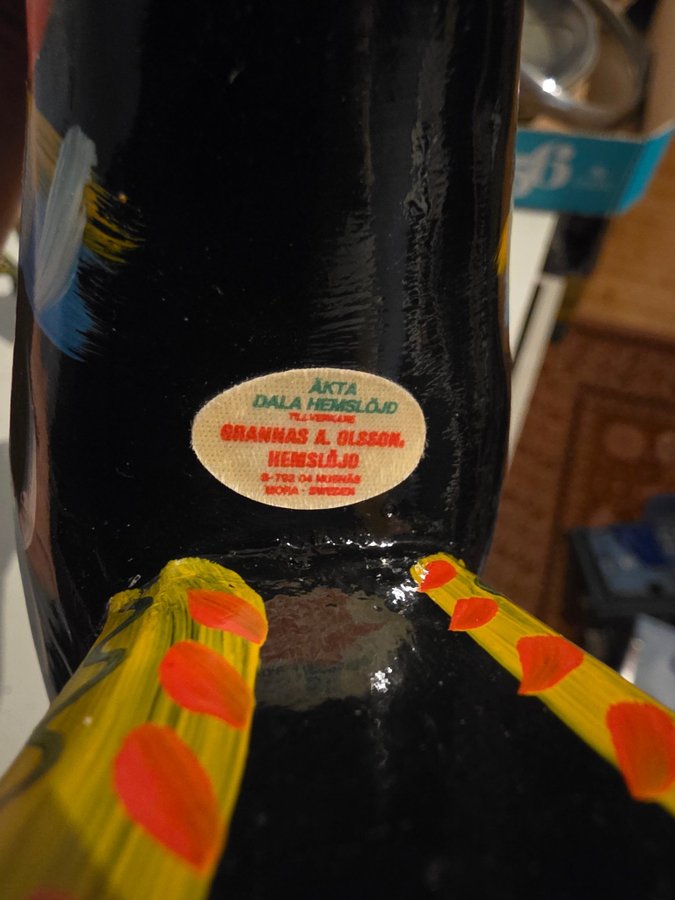 ÄKTA
DALA HEMSLÖJD
TILLVERKARE
GRANNAS A. OLSSON.
HEMSLÖJD
S-792 04 NUSNÄS
MORA - SWEDEN